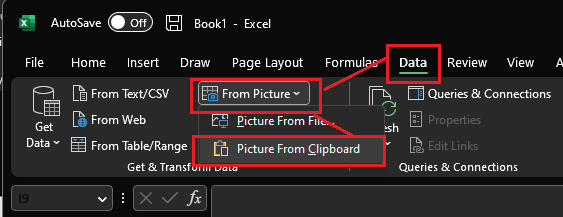 AutoSave Off Book1 - Excel
File Home Insert Draw Page Layout Formulas Data Review View
Get Data
From Text/CSV
From Web
From Table/Range
From Picture
Picture From File...
Picture From Clipboard
Get & Transform Data
Queries & Connections
Properties
Edit Links
Queries & Connections
I9
fx